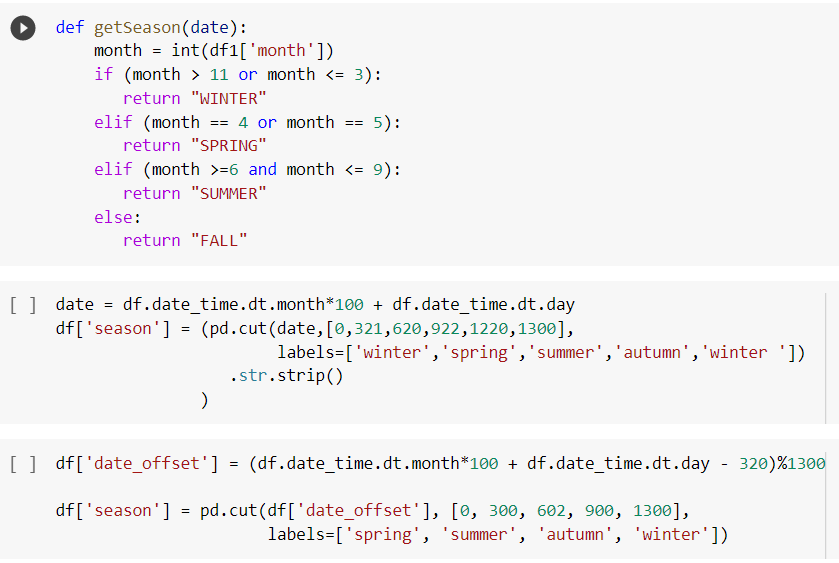 def getSeason(date):
    month = int(df1['month'])
    if (month > 11 or month <= 3):
       return "WINTER"
    elif (month == 4 or month == 5):
       return "SPRING"
    elif (month >=6 and month <= 9):
       return "SUMMER"
    else:
       return "FALL"
[ ] date = df.date_time.dt.month*100 + df.date_time.dt.day
df['season'] = (pd.cut(date,[0,321,620,922,1220,1300],
                       labels=['winter','spring','summer','autumn','winter '])
                  .str.strip()
               )
[ ] df['date_offset'] = (df.date_time.dt.month*100 + df.date_time.dt.day - 320)%1300
df['season'] = pd.cut(df['date_offset'], [0, 300, 602, 900, 1300],
                      labels=['spring', 'summer', 'autumn', 'winter'])